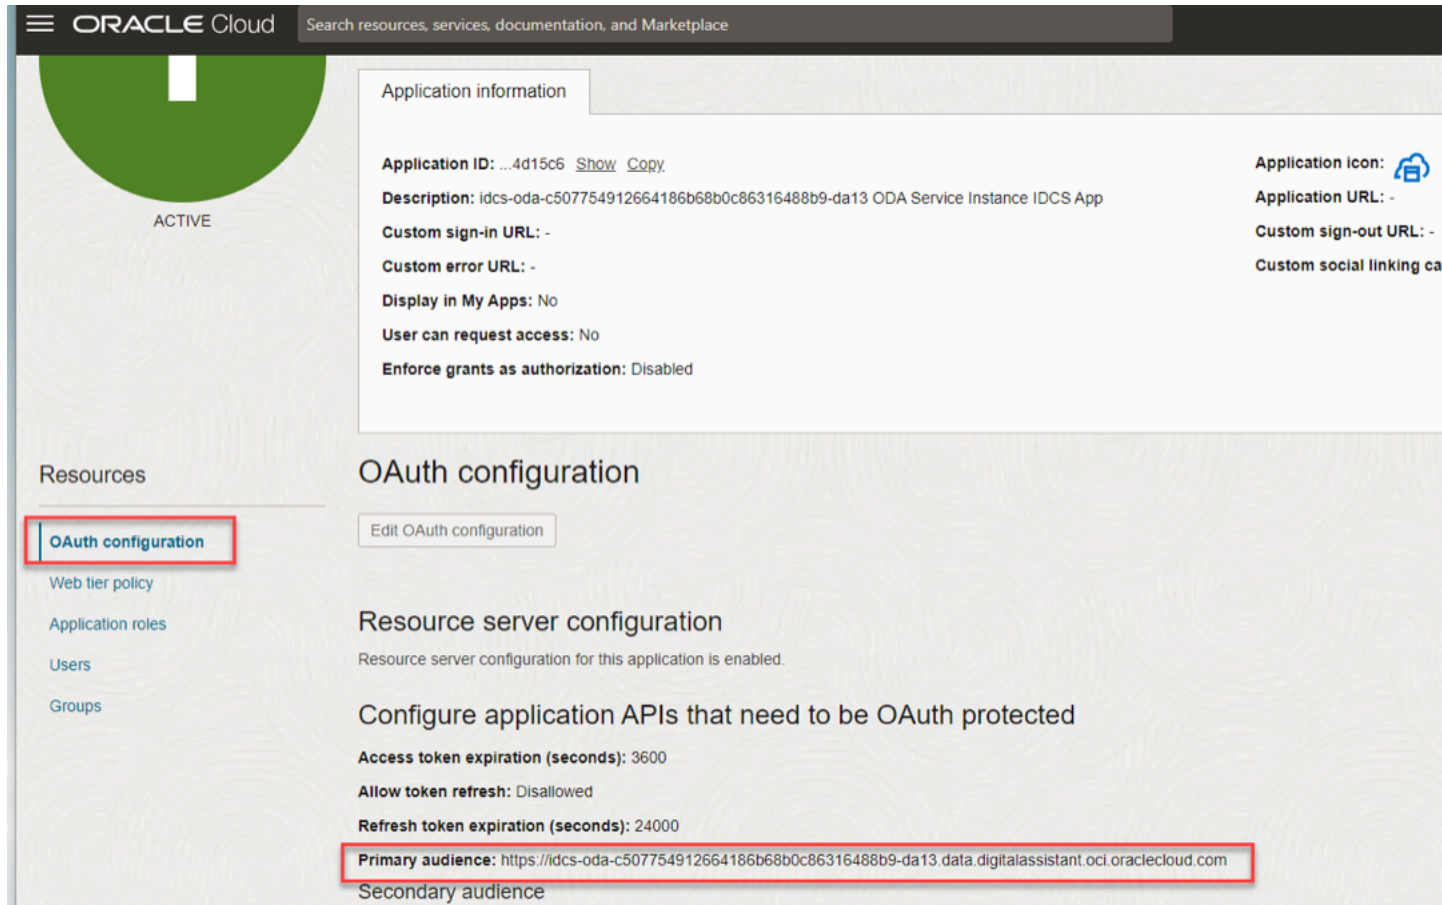 ORACLE Cloud
Search resources, services, documentation, and Marketplace
ACTIVE
Application information
Application ID: ...4d15c6 Show Copy
Description: idcs-oda-c507754912664186b68b0c86316488b9-da13 ODA Service Instance IDCS App
Custom sign-in URL: -
Custom error URL: -
Display in My Apps: No
User can request access: No
Enforce grants as authorization: Disabled
Application icon:
Application URL: -
Custom sign-out URL: -
Custom social linking ca
Resources
OAuth configuration
Web tier policy
Application roles
Users
Groups
OAuth configuration
Edit OAuth configuration
Resource server configuration
Resource server configuration for this application is enabled.
Configure application APIs that need to be OAuth protected
Access token expiration (seconds): 3600
Allow token refresh: Disallowed
Refresh token expiration (seconds): 24000
Primary audience: https://idcs-oda-c507754912664186b68b0c86316488b9-da13.data.digitalassistant.oci.oraclecloud.com
Secondary audience